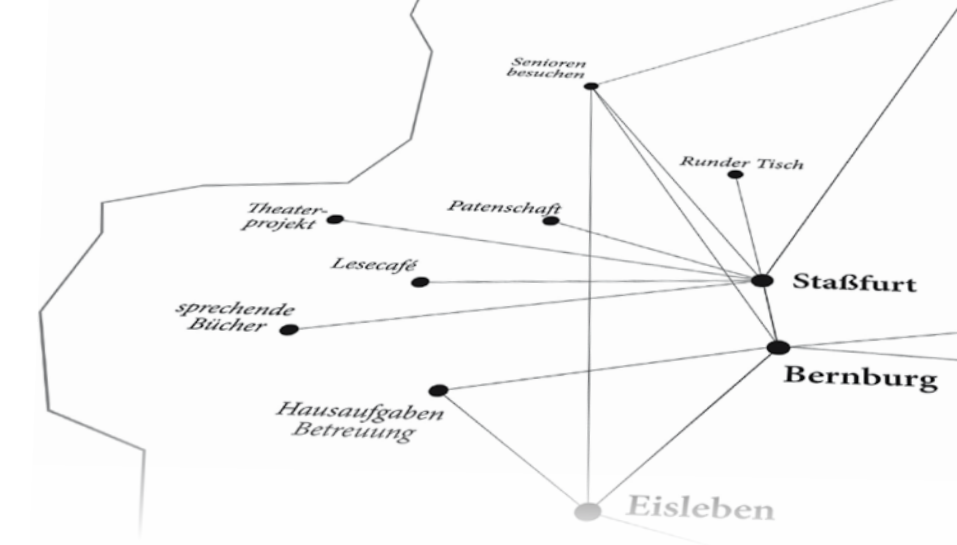 Senioren
besuchen
Runder Tisch
Patenschaft
Theater-
projekt
Lesecafé
Staßfurt
sprechende
Bücher
Bernburg
Hausaufgaben
Betreuung
Eisleben